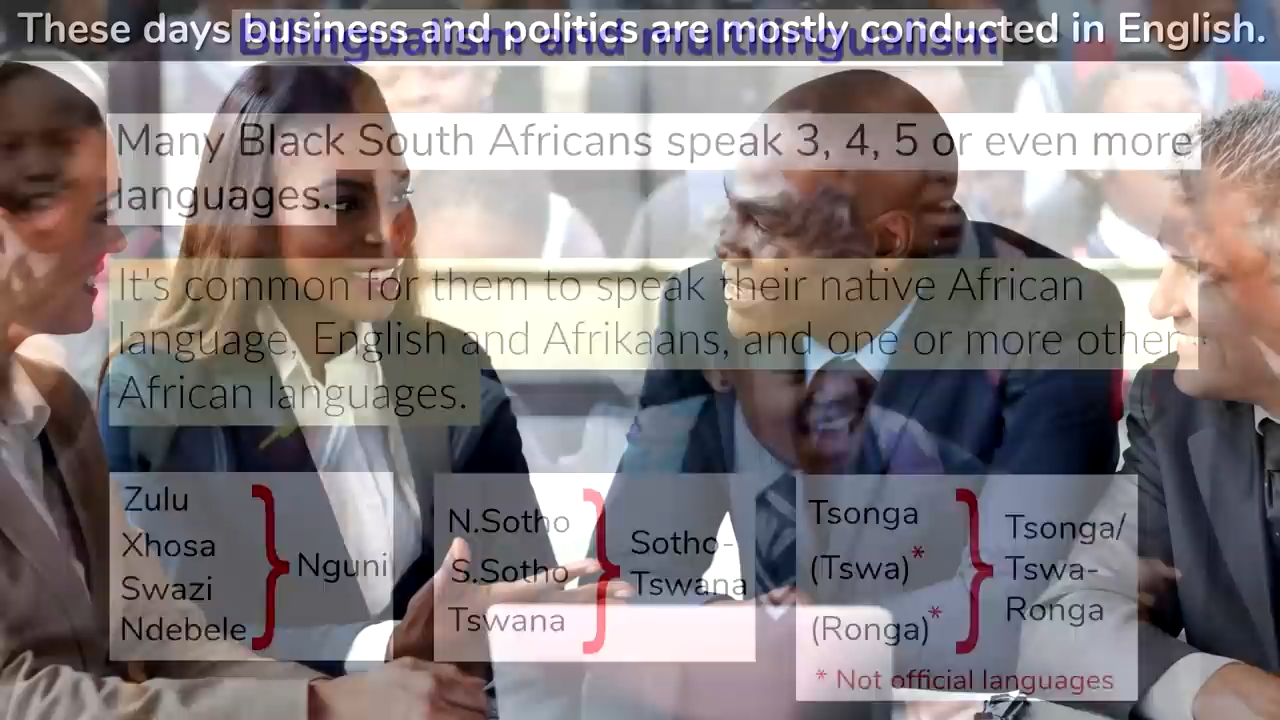 These days business and politics are mostly conducted in English.
Bilingualism and multilingualism
Many Black South Africans speak 3, 4, 5 or even more
languages.
It's common for them to speak their native African
language, English and Afrikaans, and one or more other
African languages.
Zulu
Xhosa
Swazi
Ndebele
Nguni
N.Sotho
S.Sotho
Tswana
Sotho-
Tswana
Tsonga
(Tswa)*
(Ronga)*
Tsonga/
Tswa-
Ronga
* Not official languages